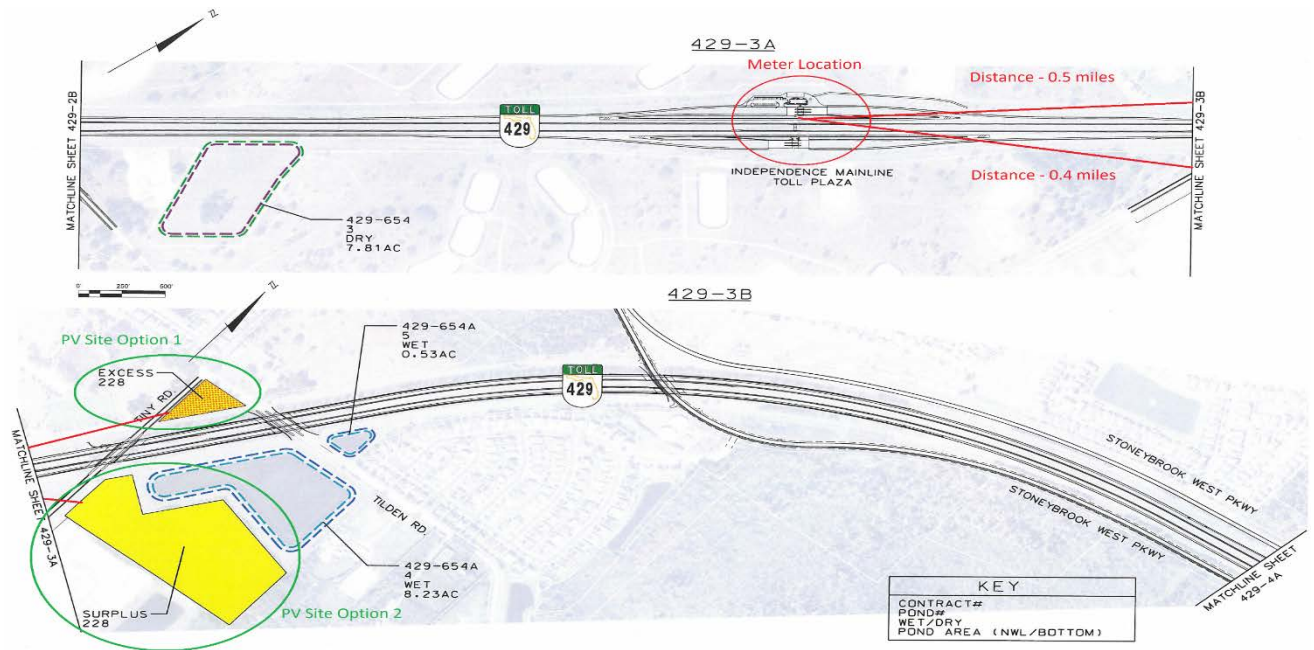 429-3A
Meter Location
Distance - 0.5 miles
MATCHLINE SHEET 429-2B
TOLL
429
MATCHLINE SHEET 429-3B
INDEPENDENCE MAINLINE
TOLL PLAZA
Distance - 0.4 miles
429-654
3
DRY
7.81AC
0' 200' 500'
429-3B
PV Site Option 1
EXCESS
228
TINY RD.
429-654A
5
WET
0.53AC
TOLL
429
MATCHLINE SHEET 429-3A
TILDEN RD.
STONEYBROOK WEST PKWY
STONEYBROOK WEST PKWY
429-654A
4
WET
8.23AC
SURPLUS
228
PV Site Option 2
MATCHLINE SHEET
429-4A
KEY
CONTRACT#
POND#
WET/DRY
POND AREA (NWL/BOTTOM)